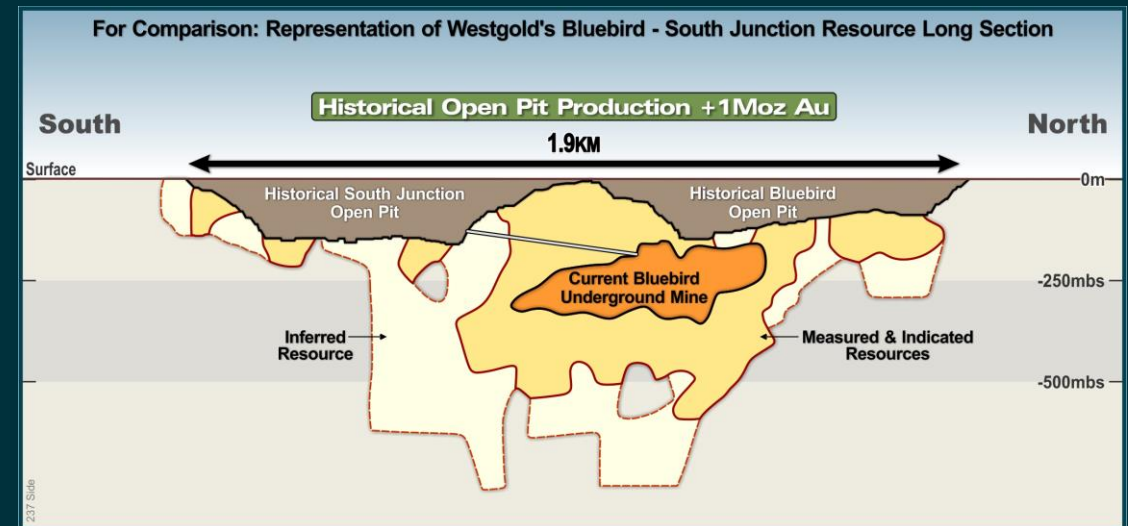 For Comparison: Representation of Westgold's Bluebird - South Junction Resource Long Section
Historical Open Pit Production +1Moz Au
South
North
1.9KM
Surface
0m
Historical South Junction
Open Pit
Historical Bluebird
Open Pit
Current Bluebird
Underground Mine
-250mbs
Inferred
Resource
Measured & Indicated
Resources
-500mbs
237 Side